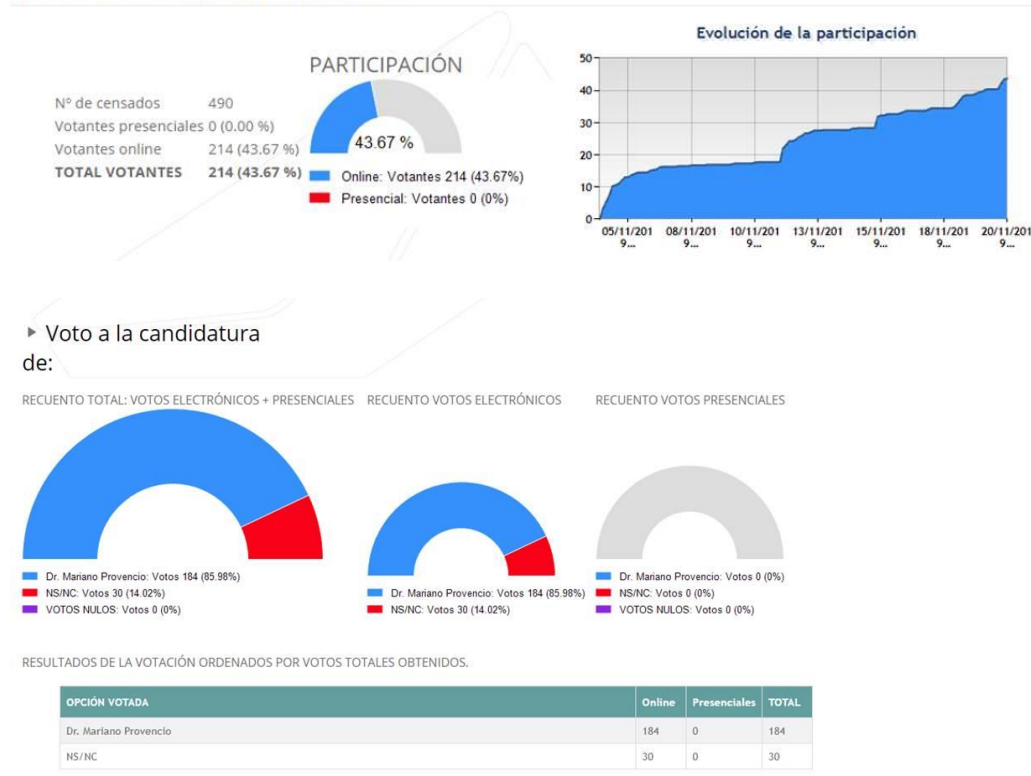 Nº de censados 490
Votantes presenciales 0 (0.00 %)
Votantes online 214 (43.67 %)
TOTAL VOTANTES 214 (43.67 %)
PARTICIPACIÓN
43.67 %
Online: Votantes 214 (43.67%)
Presencial: Votantes 0 (0%)
Evolución de la participación
50
40
30
20
10
0
05/11/201 08/11/201 10/11/201 13/11/201 15/11/201 18/11/201 20/11/201
9... 9... 9... 9... 9... 9... 9...
Voto a la candidatura
de:
RECUENTO TOTAL: VOTOS ELECTRÓNICOS + PRESENCIALES
Dr. Mariano Provencio: Votos 184 (85.98%)
NS/NC: Votos 30 (14.02%)
VOTOS NULOS: Votos 0 (0%)
RECUENTO VOTOS ELECTRÓNICOS
Dr. Mariano Provencio: Votos 184 (85.98%)
NS/NC: Votos 30 (14.02%)
RECUENTO VOTOS PRESENCIALES
Dr. Mariano Provencio: Votos 0 (0%)
NS/NC: Votos 0 (0%)
VOTOS NULOS: Votos 0 (0%)
RESULTADOS DE LA VOTACIÓN ORDENADOS POR VOTOS TOTALES OBTENIDOS.
OPCIÓN VOTADA Online Presenciales TOTAL
Dr. Mariano Provencio 184 0 184
NS/NC 30 0 30